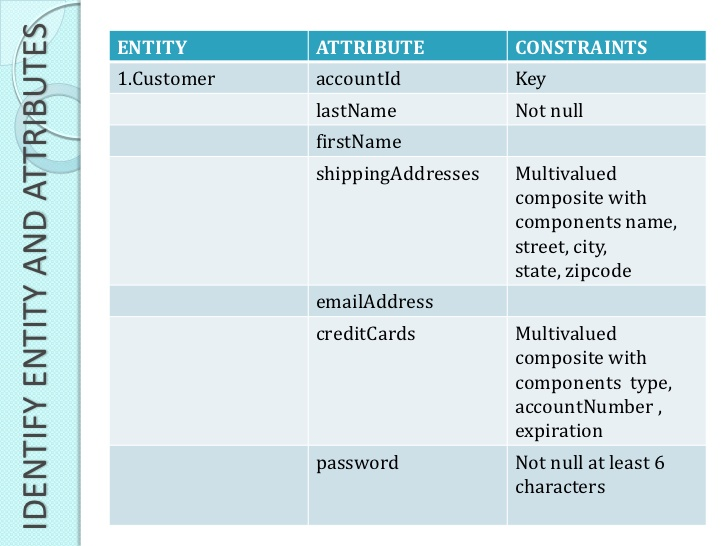 IDENTIFY ENTITY AND ATTRIBUTES
ENTITY ATTRIBUTE CONSTRAINTS
1.Customer accountId Key
lastName Not null
firstName
shippingAddresses Multivalued
composite with
components name,
street, city,
state, zipcode
emailAddress
creditCards Multivalued
composite with
components type,
accountNumber ,
expiration
password Not null at least 6
characters